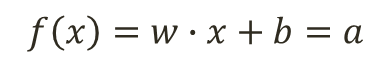 f(x) = w · x + b = a